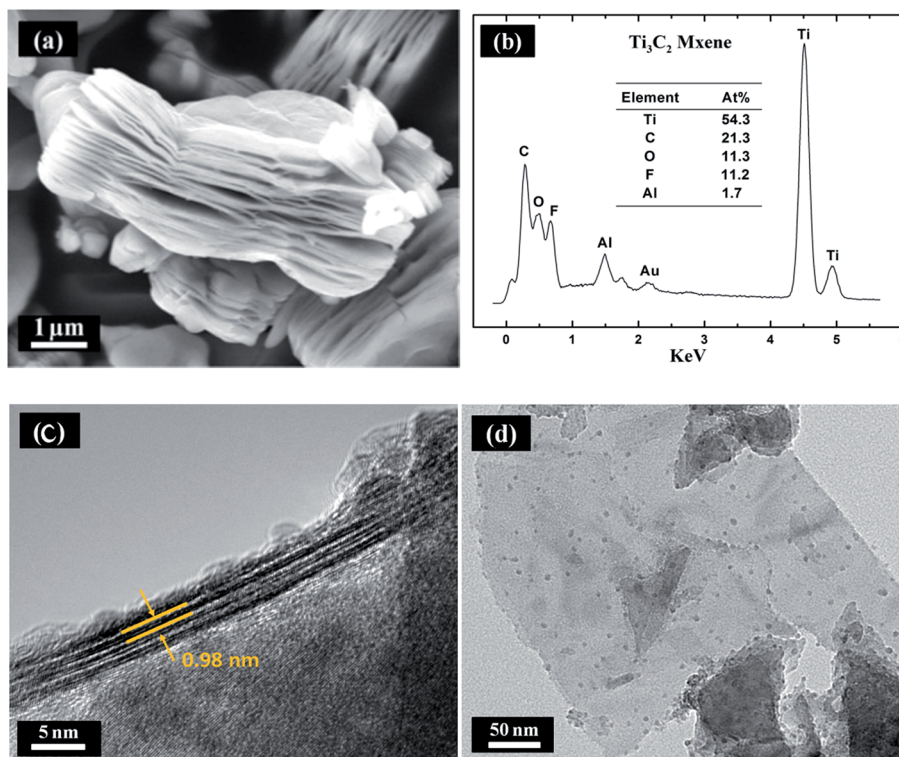 (a)
1 µm
(b)
Ti₃C₂ Mxene
Element At%
Ti 54.3
C 21.3
O 11.3
F 11.2
Al 1.7
C
O
F
Al
Au
Ti
Ti
0 1 2 3 4 5 6
KeV
(c)
0.98 nm
5 nm
(d)
50 nm